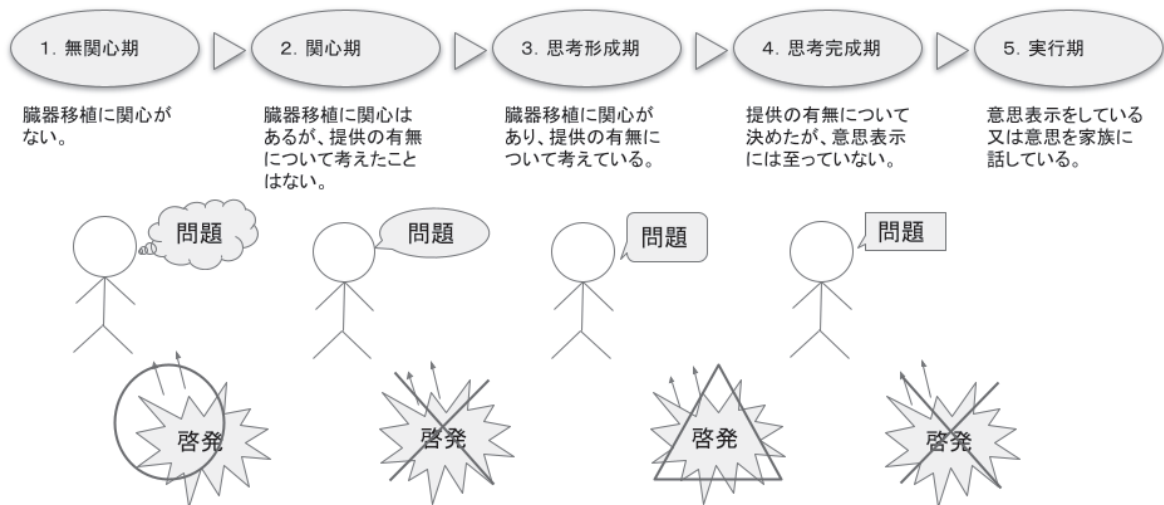 1. 無関心期
2. 関心期
3. 思考形成期
4. 思考完成期
5. 実行期
臓器移植に関心が
ない。
臓器移植に関心は
あるが、提供の有無
について考えたこと
はない。
臓器移植に関心が
あり、提供の有無に
ついて考えている。
提供の有無について
決めたが、意思表示
には至っていない。
意思表示をしている
又は意思を家族に
話している。
問題
問題
問題
問題
啓発
啓発
啓発
啓発